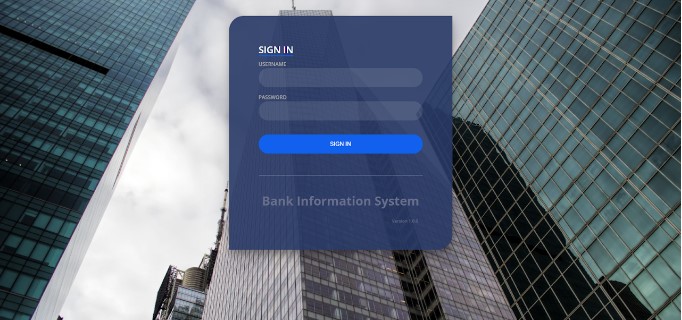 SIGN IN
USERNAME
PASSWORD
SIGN IN
Bank Information System